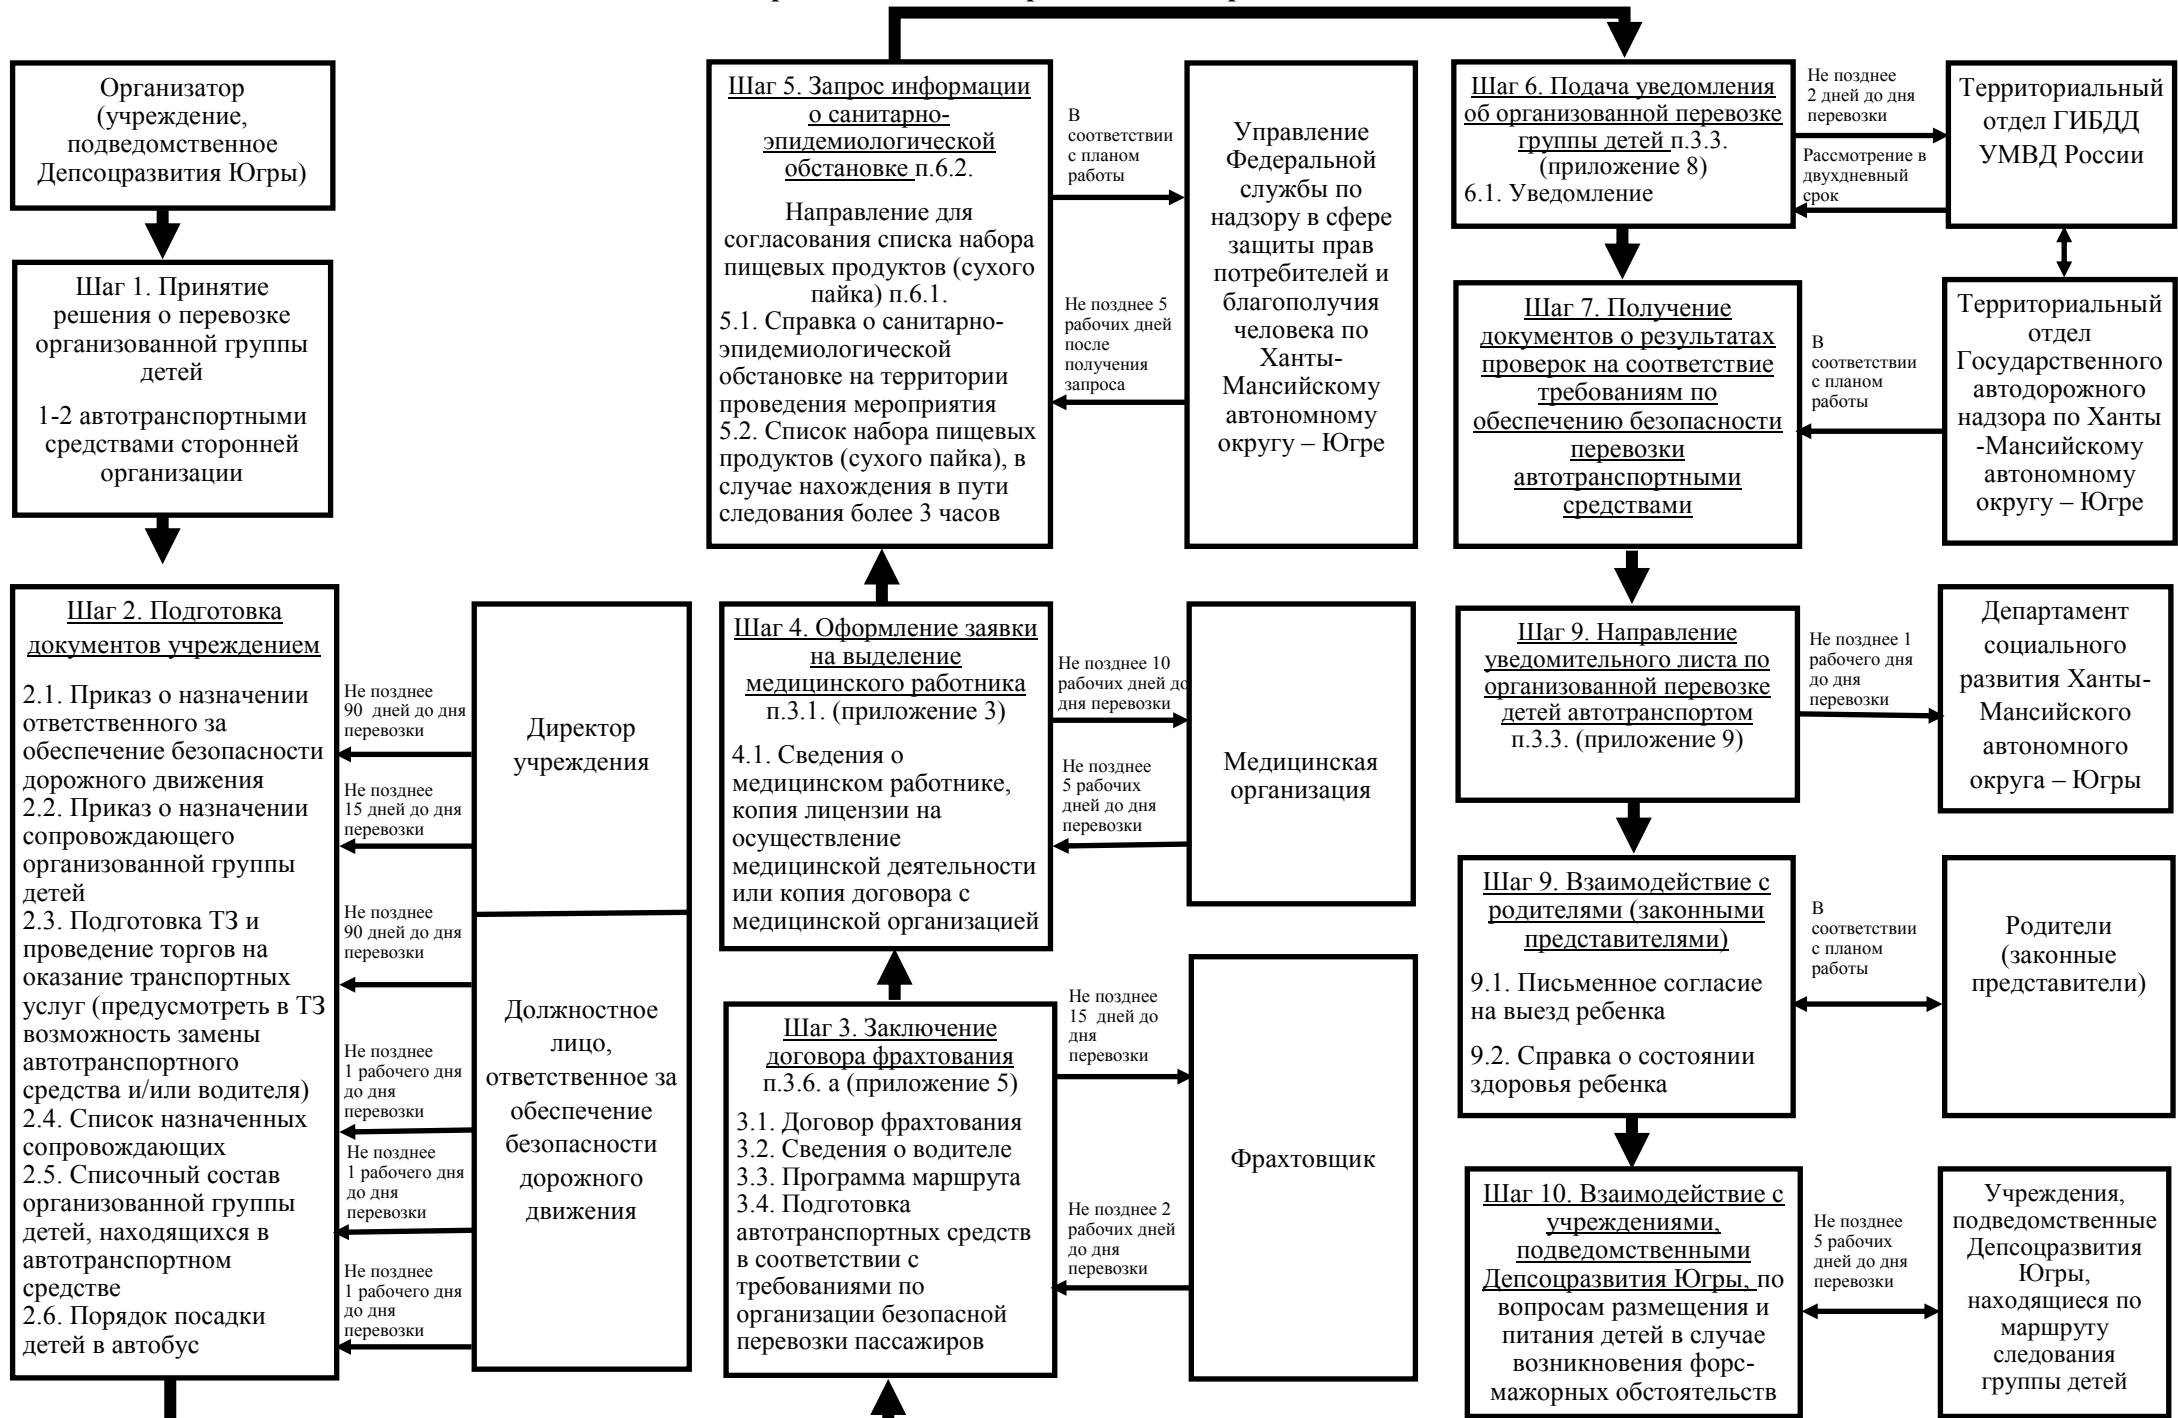 Организатор
(учреждение,
подведомственное
Депсоцразвития Югры)
Шаг 1. Принятие
решения о перевозке
организованной группы
детей
1-2 автотранспортными
средствами сторонней
организации
Шаг 2. Подготовка
документов учреждением
2.1. Приказ о назначении
ответственного за
обеспечение безопасности
дорожного движения
2.2. Приказ о назначении
сопровождающего
организованной группы
детей
2.3. Подготовка ТЗ и
проведение торгов на
оказание транспортных
услуг (предусмотреть в ТЗ
возможность замены
автотранспортного
средства и/или водителя)
2.4. Список назначенных
сопровождающих
2.5. Списочный состав
организованной группы
детей, находящихся в
автотранспортном
средстве
2.6. Порядок посадки
детей в автобус
Не позднее
90 дней до дня
перевозки
Не позднее
15 дней до дня
перевозки
Не позднее
90 дней до дня
перевозки
Не позднее
1 рабочего дня
до дня
перевозки
Не позднее
1 рабочего дня
до дня
перевозки
Не позднее
1 рабочего дня
до дня
перевозки
Директор
учреждения
Должностное
лицо,
ответственное за
обеспечение
безопасности
дорожного
движения
Шаг 3. Заключение
договора фрахтования
п.3.6. а (приложение 5)
3.1. Договор фрахтования
3.2. Сведения о водителе
3.3. Программа маршрута
3.4. Подготовка
автотранспортных средств
в соответствии с
требованиями по
организации безопасной
перевозки пассажиров
Не позднее
15 дней до
дня
перевозки
Не позднее 2
рабочих дней
до дня
перевозки
Фрахтовщик
Шаг 4. Оформление заявки
на выделение
медицинского работника
п.3.1. (приложение 3)
4.1. Сведения о
медицинском работнике,
копия лицензии на
осуществление
медицинской деятельности
или копия договора с
медицинской организацией
Не позднее 10
рабочих дней до
дня перевозки
Не позднее
5 рабочих
дней до дня
перевозки
Медицинская
организация
Шаг 5. Запрос информации
о санитарно-
эпидемиологической
обстановке п.6.2.
Направление для
согласования списка набора
пищевых продуктов (сухого
пайка) п.6.1.
5.1. Справка о санитарно-
эпидемиологической
обстановке на территории
проведения мероприятия
5.2. Список набора пищевых
продуктов (сухого пайка), в
случае нахождения в пути
следования более 3 часов
В
соответствии
с планом
работы
Не позднее 5
рабочих дней
после
получения
запроса
Управление
Федеральной
службы по
надзору в сфере
защиты прав
потребителей и
благополучия
человека по
Ханты-
Мансийскому
автономному
округу – Югре
Шаг 6. Подача уведомления
об организованной перевозке
группы детей п.3.3.
(приложение 8)
6.1. Уведомление
Не позднее
2 дней до дня
перевозки
Рассмотрение в
двухдневный
срок
Территориальный
отдел ГИБДД
УМВД России
Шаг 7. Получение
документов о результатах
проверок на соответствие
требованиям по
обеспечению безопасности
перевозки
автотранспортными
средствами
В
соответствии
с планом
работы
Территориальный
отдел
Государственного
автодорожного
надзора по Ханты
-Мансийскому
автономному
округу – Югре
Шаг 9. Направление
уведомительного листа по
организованной перевозке
детей автотранспортом
п.3.3. (приложение 9)
Не позднее 1
рабочего дня
до дня
перевозки
Департамент
социального
развития Ханты-
Мансийского
автономного
округа – Югры
Шаг 9. Взаимодействие с
родителями (законными
представителями)
9.1. Письменное согласие
на выезд ребенка
9.2. Справка о состоянии
здоровья ребенка
В
соответствии
с планом
работы
Родители
(законные
представители)
Шаг 10. Взаимодействие с
учреждениями,
подведомственными
Депсоцразвития Югры, по
вопросам размещения и
питания детей в случае
возникновения форс-
мажорных обстоятельств
Не позднее
5 рабочих
дней до дня
перевозки
Учреждения,
подведомственные
Депсоцразвития
Югры,
находящиеся по
маршруту
следования
группы детей